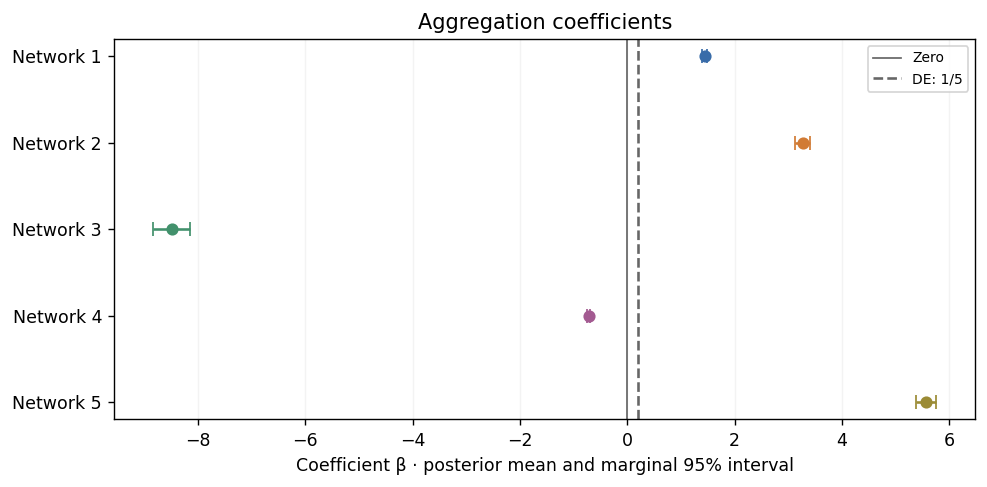 Aggregation coefficients
Network 1
Network 2
Network 3
Network 4
Network 5
Zero
DE: 1/5
−8 −6 −4 −2 0 2 4 6
Coefficient β · posterior mean and marginal 95% interval